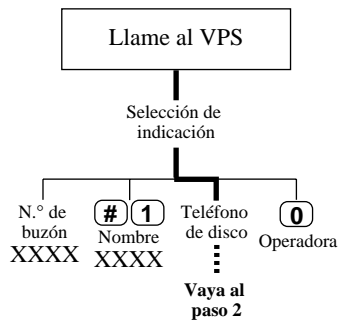 Llame al VPS
Selección de
indicación
N.° de
buzón
XXXX
# 1
Nombre
XXXX
Teléfono
de disco
Vaya al
paso 2
0
Operadora